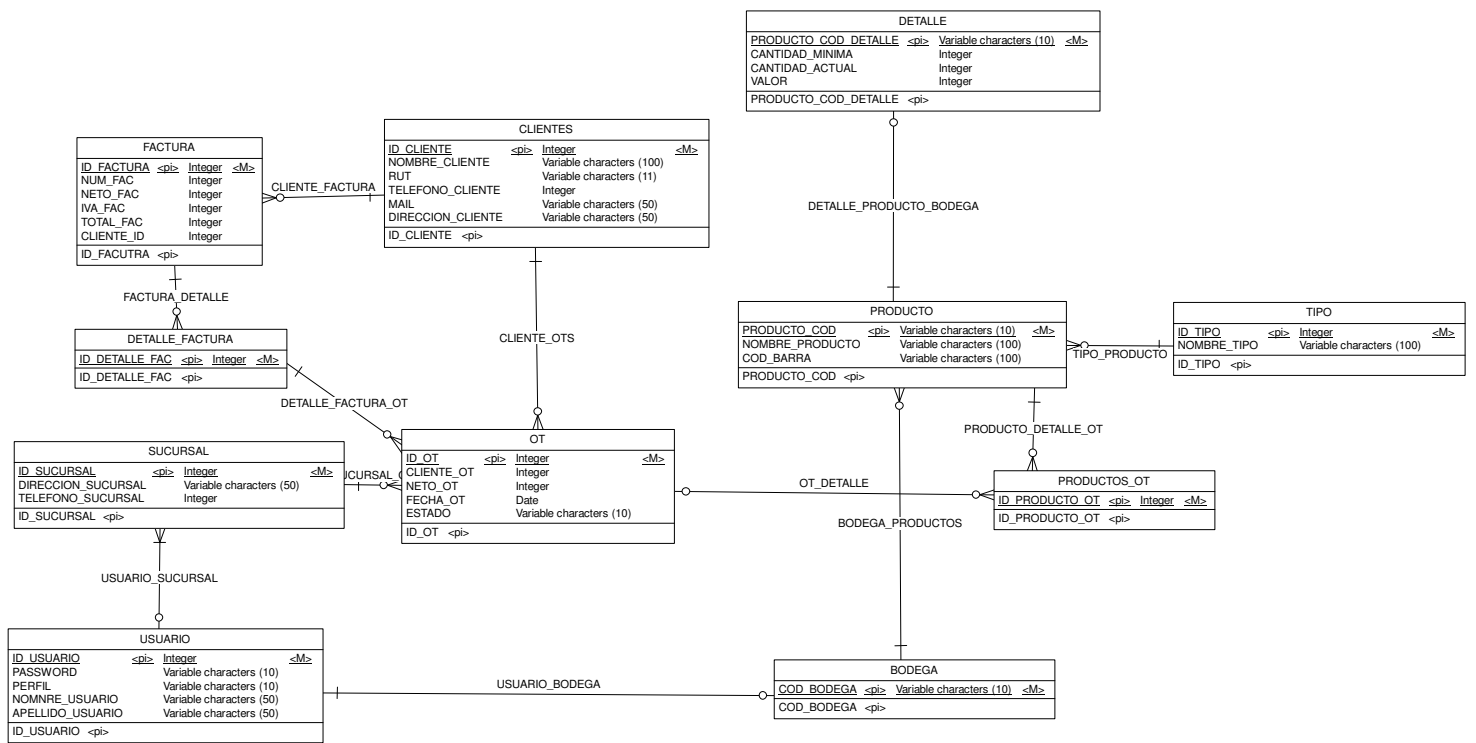 DETALLE
PRODUCTO_COD_DETALLE <pi> Variable characters (10) <M>
CANTIDAD_MINIMA Integer
CANTIDAD_ACTUAL Integer
VALOR Integer
PRODUCTO_COD_DETALLE <pi>
CLIENTES
ID_CLIENTE <pi> Integer <M>
NOMBRE_CLIENTE Variable characters (100)
RUT Variable characters (11)
TELEFONO_CLIENTE Integer
MAIL Variable characters (50)
DIRECCION_CLIENTE Variable characters (50)
ID_CLIENTE <pi>
FACTURA
ID_FACTURA <pi> Integer <M>
NUM_FAC Integer
NETO_FAC Integer
IVA_FAC Integer
TOTAL_FAC Integer
CLIENTE_ID Integer
ID_FACUTRA <pi>
CLIENTE_FACTURA
DETALLE_PRODUCTO_BODEGA
FACTURA_DETALLE
CLIENTE_OTS
PRODUCTO
PRODUCTO_COD <pi> Variable characters (10) <M>
NOMBRE_PRODUCTO Variable characters (100)
COD_BARRA Variable characters (100)
PRODUCTO_COD <pi>
TIPO_PRODUCTO
TIPO
ID_TIPO <pi> Integer <M>
NOMBRE_TIPO Variable characters (100)
ID_TIPO <pi>
DETALLE_FACTURA
ID_DETALLE_FAC <pi> Integer <M>
ID_DETALLE_FAC <pi>
DETALLE_FACTURA_OT
PRODUCTO_DETALLE_OT
SUCURSAL
ID_SUCURSAL <pi> Integer <M>
DIRECCION_SUCURSAL Variable characters (50)
TELEFONO_SUCURSAL Integer
ID_SUCURSAL <pi>
OT
ID_OT <pi> Integer <M>
CLIENTE_OT Integer
NETO_OT Integer
FECHA_OT Date
ESTADO Variable characters (10)
ID_OT <pi>
OT_DETALLE
PRODUCTOS_OT
ID_PRODUCTO_OT <pi> Integer <M>
ID_PRODUCTO_OT <pi>
BODEGA_PRODUCTOS
USUARIO_SUCURSAL
USUARIO
ID_USUARIO <pi> Integer <M>
PASSWORD Variable characters (10)
PERFIL Variable characters (10)
NOMNRE_USUARIO Variable characters (50)
APELLIDO_USUARIO Variable characters (50)
ID_USUARIO <pi>
USUARIO_BODEGA
BODEGA
COD_BODEGA <pi> Variable characters (10) <M>
COD_BODEGA <pi>